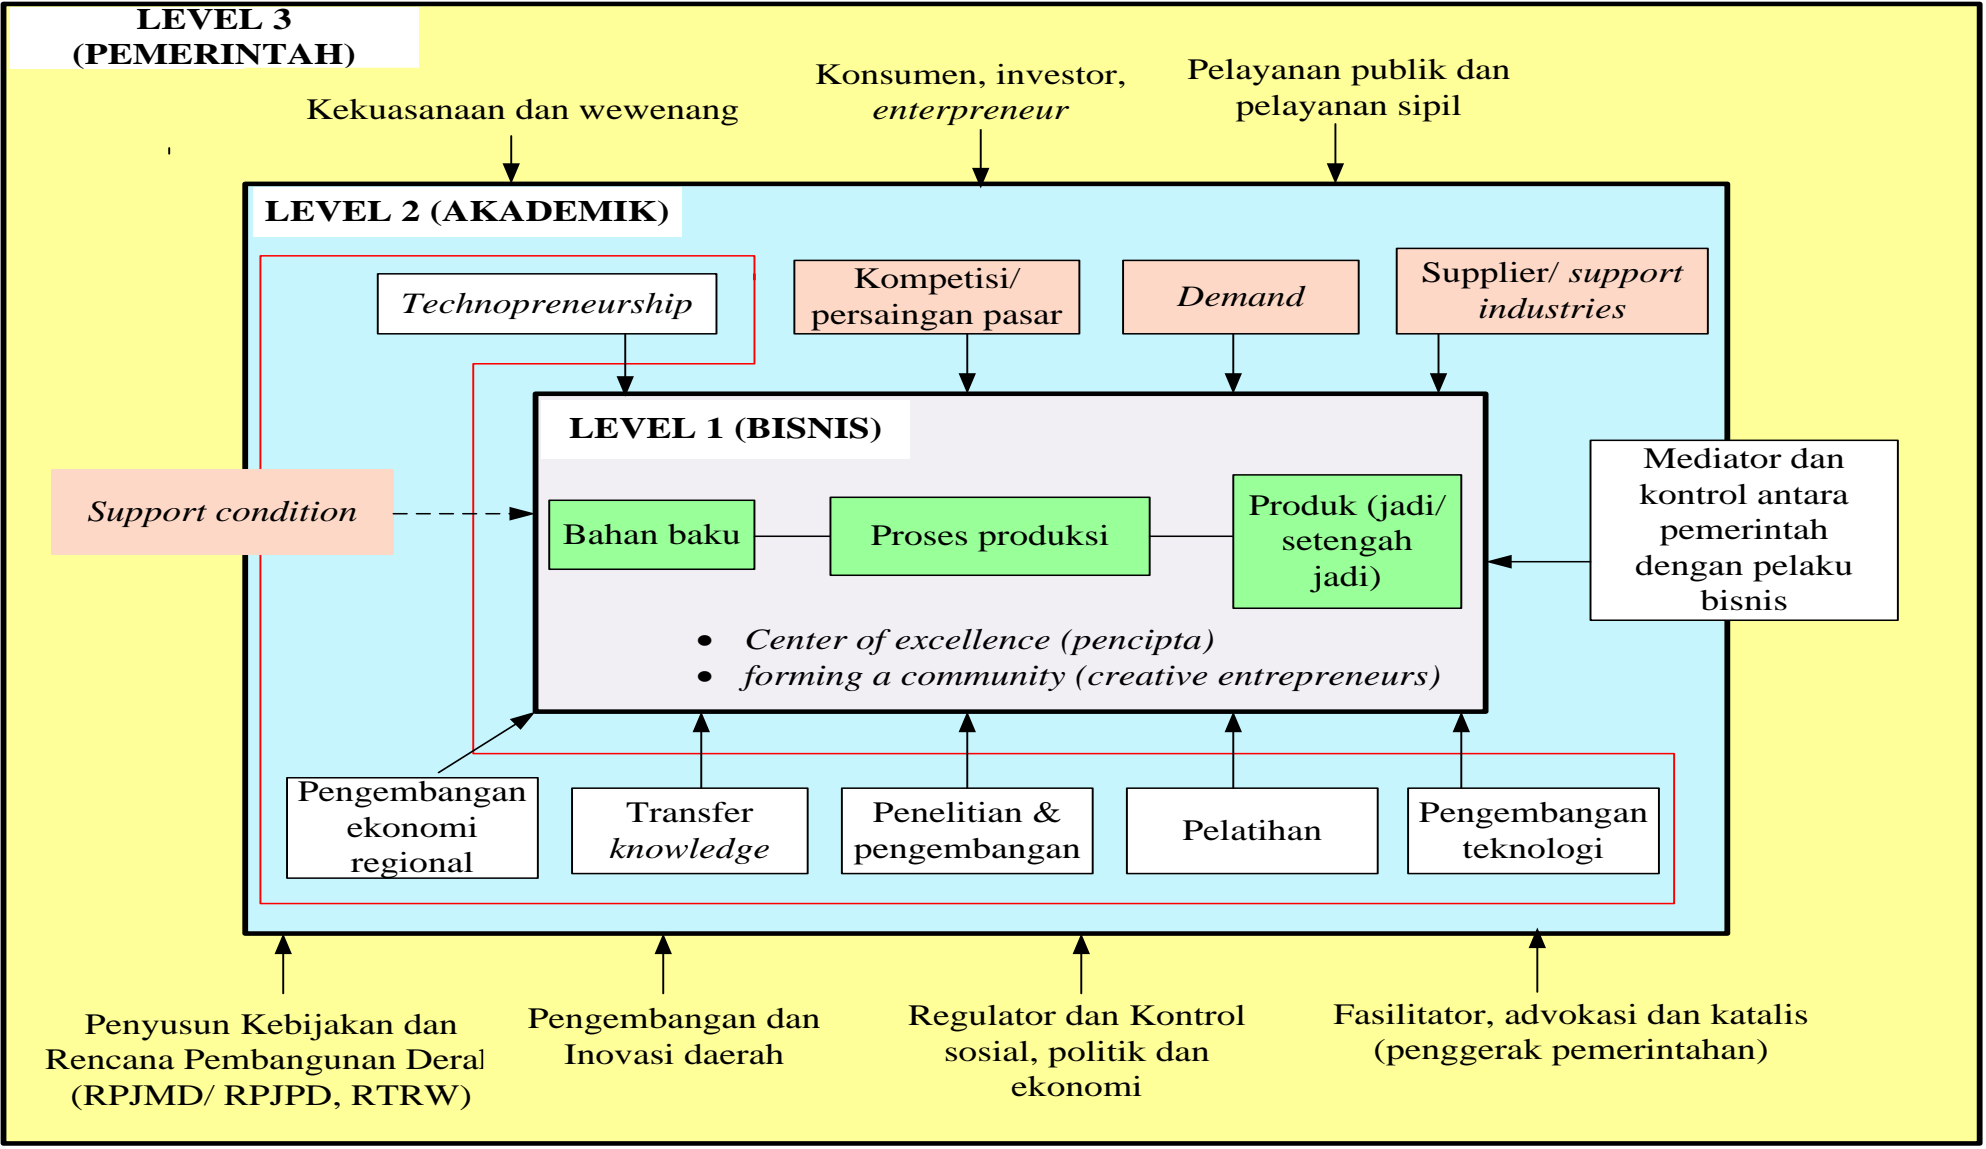 LEVEL 3
(PEMERINTAH)
Kekuasanaan dan wewenang
Konsumen, investor,
enterpreneur
Pelayanan publik dan
pelayanan sipil
LEVEL 2 (AKADEMIK)
Technopreneurship
Kompetisi/
persaingan pasar
Demand
Supplier/ support
industries
LEVEL 1 (BISNIS)
Support condition
Bahan baku
Proses produksi
Produk (jadi/
setengah
jadi)
Mediator dan
kontrol antara
pemerintah
dengan pelaku
bisnis
• Center of excellence (pencipta)
• forming a community (creative entrepreneurs)
Pengembangan
ekonomi
regional
Transfer
knowledge
Penelitian &
pengembangan
Pelatihan
Pengembangan
teknologi
Penyusun Kebijakan dan
Rencana Pembangunan Derah
(RPJMD/ RPJPD, RTRW)
Pengembangan dan
Inovasi daerah
Regulator dan Kontrol
sosial, politik dan
ekonomi
Fasilitator, advokasi dan katalis
(penggerak pemerintahan)